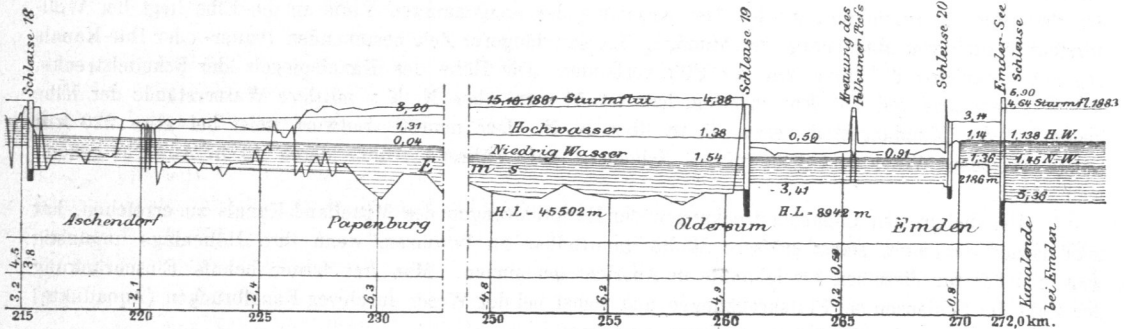 Schleuse 18
3,20
1,31
0,04
E m s
15.10.1881 Sturmflut 4,88
Hochwasser 1,38
Niedrig Wasser 1,54
H.L - 45502 m
Schleuse 19
Kreuzung des
Schleuse 20
Emder-See
Schleuse
0,59
- 0,91
- 3,41
H.L - 8942 m
3,14
1,14
- 1,36
2186 m
5,90
4,64 Sturmfl. 1883
1,138 H.W.
- 1,45 N.W.
- 5,36
Aschendorf
Papenburg
Oldersum
Emden
Kanalende
bei Emden
4,5
3,8
-1,2
-2,1
-2,4
-6,3
-4,8
-6,2
-4,9
-0,2
0,59
-0,8
215 220 225 230 250 255 260 265 270 272,0 km.